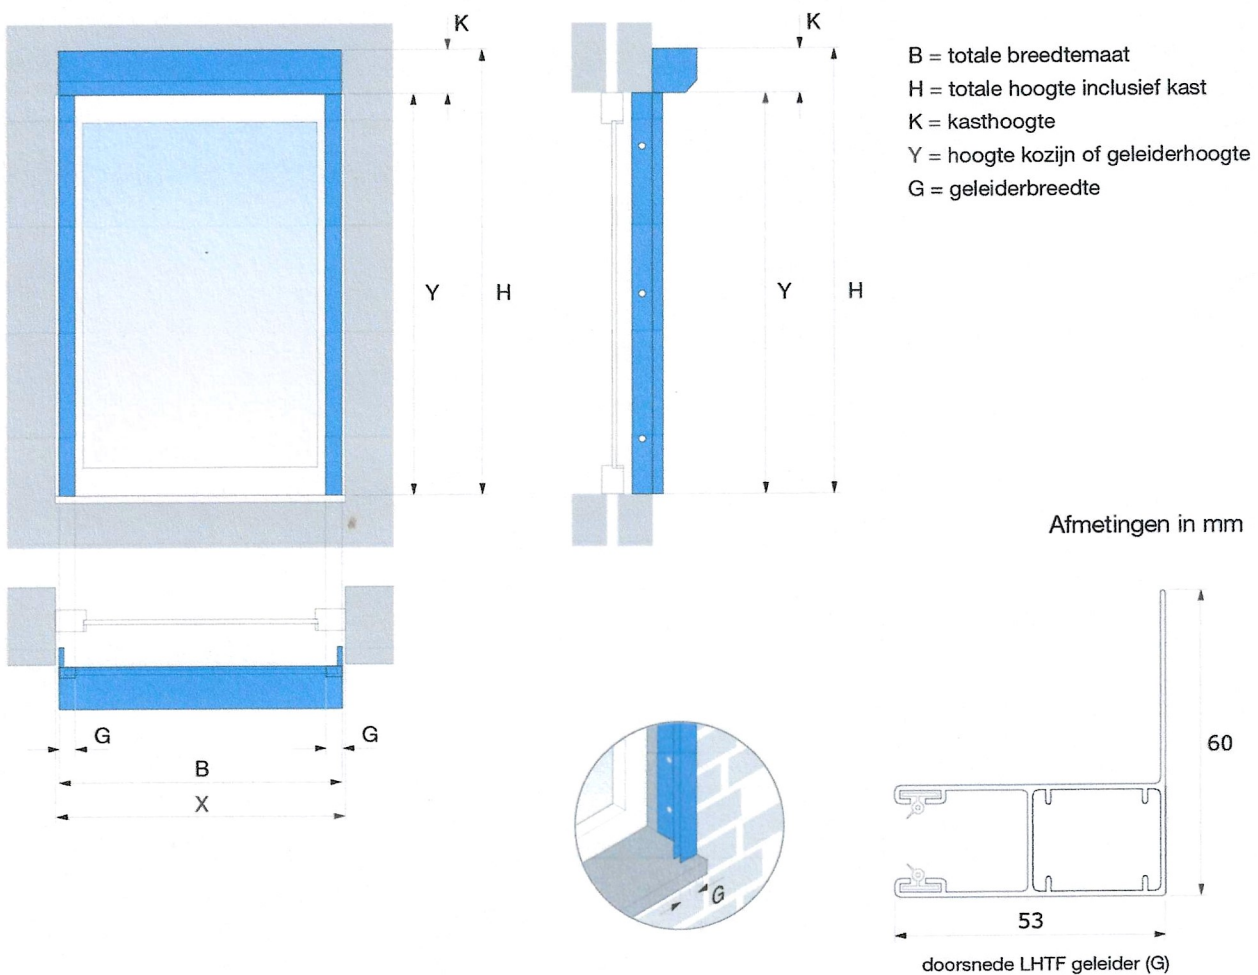 K
K
B = totale breedtemaat
H = totale hoogte inclusief kast
K = kasthoogte
Y = hoogte kozijn of geleiderhoogte
G = geleiderbreedte
Y
H
Y
H
Afmetingen in mm
G
G
B
X
G
60
53
doorsnede LHTF geleider (G)